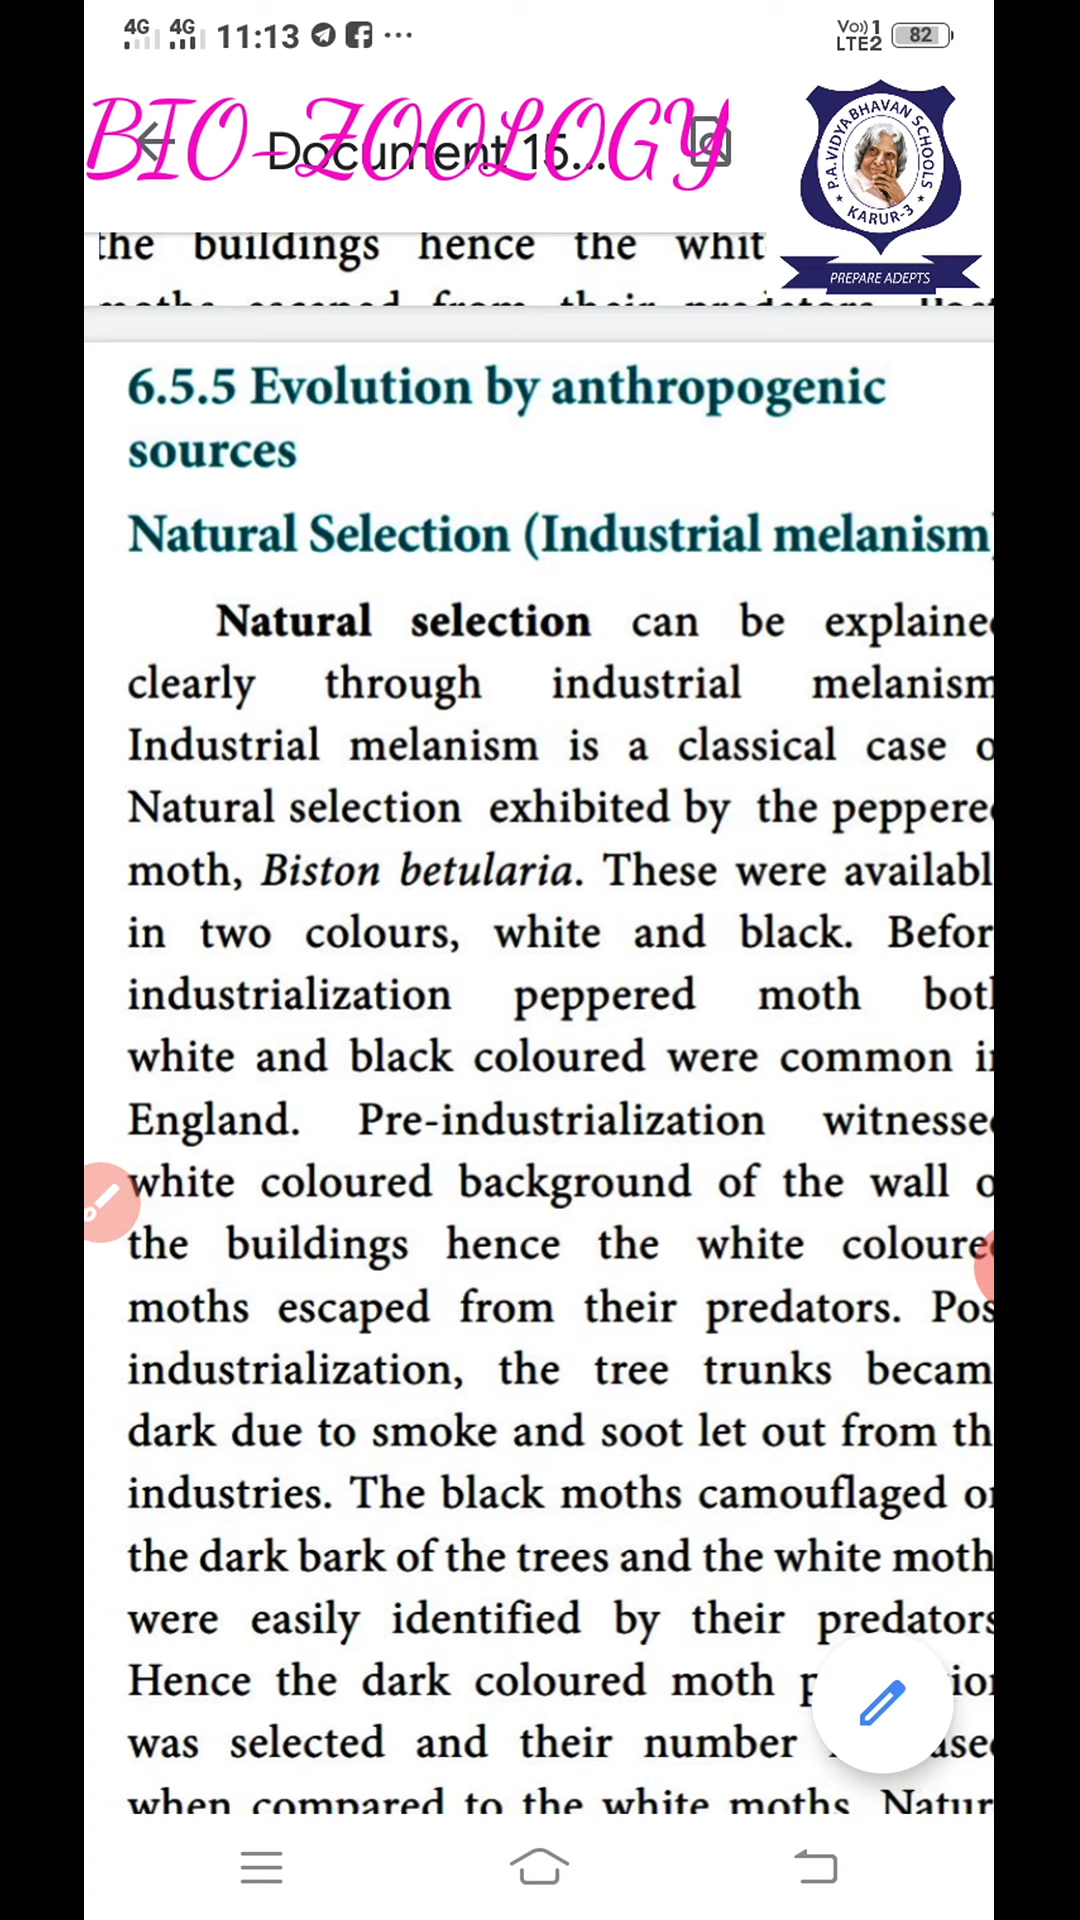 4G 4G 11:13 ... Vo)) 1 LTE2 82
BIO-ZOOLOGY
Document 15...
P.A.VIDYA BHAVAN SCHOOLS
KARUR-3
PREPARE ADEPTS
the buildings hence the whit
moths escaped from their predators. Post
6.5.5 Evolution by anthropogenic
sources
Natural Selection (Industrial melanism)
Natural selection can be explaine
clearly through industrial melanism
Industrial melanism is a classical case o
Natural selection exhibited by the peppere
moth, Biston betularia. These were availabl
in two colours, white and black. Befor
industrialization peppered moth bot
white and black coloured were common i
England. Pre-industrialization witnesse
white coloured background of the wall o
the buildings hence the white coloure
moths escaped from their predators. Pos
industrialization, the tree trunks becam
dark due to smoke and soot let out from th
industries. The black moths camouflaged o
the dark bark of the trees and the white moth
were easily identified by their predators
Hence the dark coloured moth p
was selected and their number
when compared to the white moths. Natur